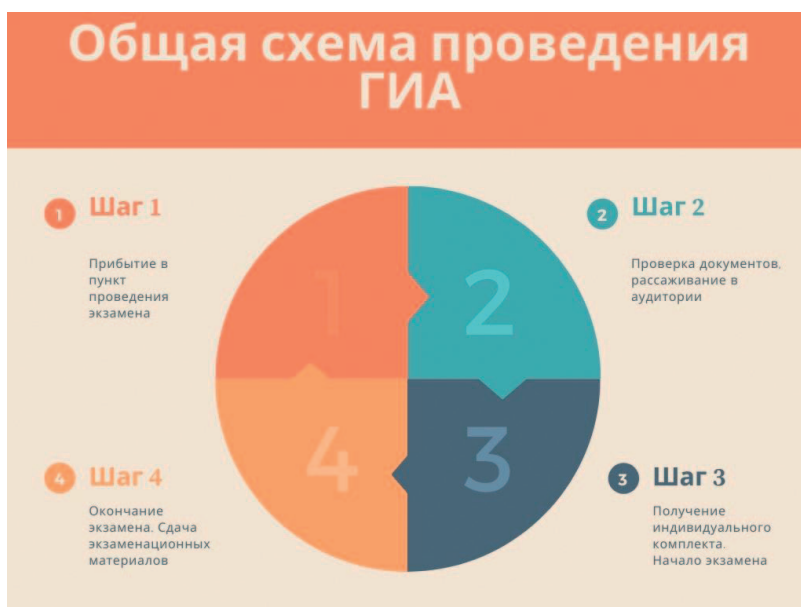 Общая схема проведения
ГИА
1
Шаг 1
Прибытие в
пункт
проведения
экзамена
2
Шаг 2
Проверка документов,
рассаживание в
аудитории
1
2
4
3
4
Шаг 4
Окончание
экзамена. Сдача
экзаменационных
материалов
3
Шаг 3
Получение
индивидуального
комплекта.
Начало экзамена